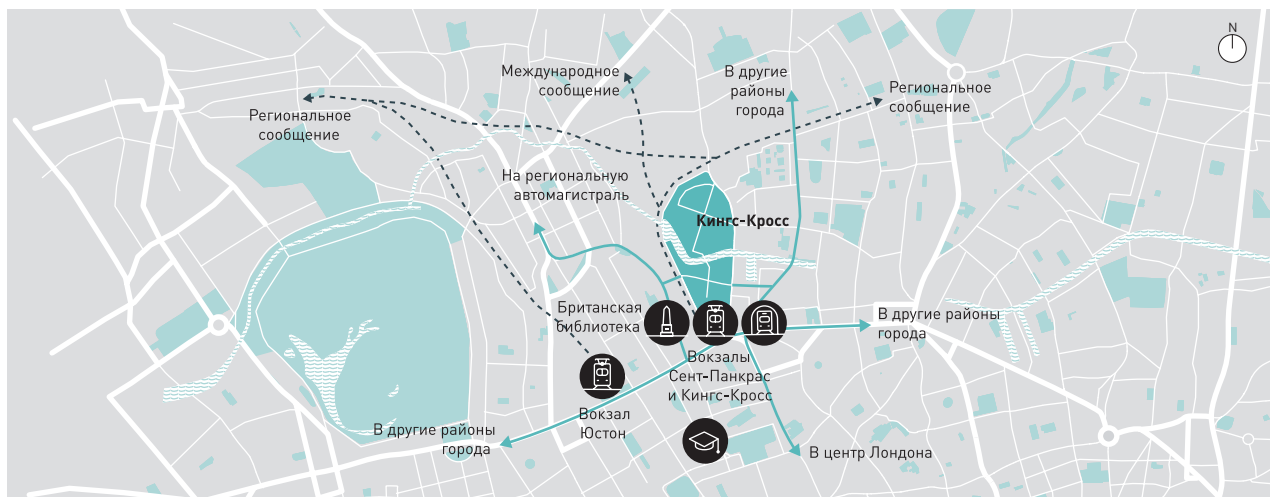 N
Международное
сообщение
В другие
районы
города
Региональное
сообщение
Региональное
сообщение
На региональную
автомагистраль
Кингс-Кросс
Британская
библиотека
В другие районы
города
Вокзалы
Сент-Панкрас
и Кингс-Кросс
Вокзал
Юстон
В другие районы
города
В центр Лондона